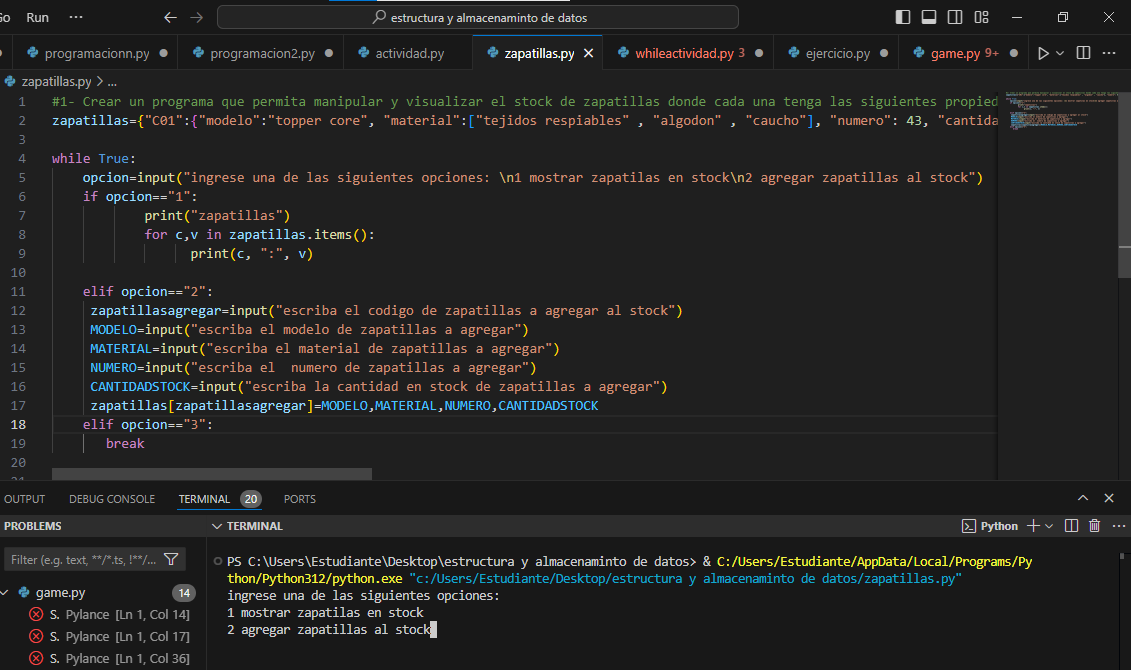 Run ...
estructura y almacenaminto de datos
programacionn.py programacion2.py actividad.py zapatillas.py whileactividad.py 3 ejercicio.py game.py 9+ ...
zapatillas.py > ...
1 #1- Crear un programa que permita manipular y visualizar el stock de zapatillas donde cada una tenga las siguientes propied
2 zapatillas={"C01":{"modelo":"topper core", "material":["tejidos respiables" , "algodon" , "caucho"], "numero": 43, "cantida
3
4 while True:
5 opcion=input("ingrese una de las siguientes opciones: \n1 mostrar zapatilas en stock\n2 agregar zapatillas al stock")
6 if opcion=="1":
7 print("zapatillas")
8 for c,v in zapatillas.items():
9 print(c, ":", v)
10
11 elif opcion=="2":
12 zapatillasagregar=input("escriba el codigo de zapatillas a agregar al stock")
13 MODELO=input("escriba el modelo de zapatillas a agregar")
14 MATERIAL=input("escriba el material de zapatillas a agregar")
15 NUMERO=input("escriba el  numero de zapatillas a agregar")
16 CANTIDADSTOCK=input("escriba la cantidad en stock de zapatillas a agregar")
17 zapatillas[zapatillasagregar]=MODELO,MATERIAL,NUMERO,CANTIDADSTOCK
18 elif opcion=="3":
19 break
20
OUTPUT DEBUG CONSOLE TERMINAL 20 PORTS
PROBLEMS
TERMINAL
Python
Filter (e.g. text, **/*.ts, !**/...
game.py 14
S. Pylance [Ln 1, Col 14]
S. Pylance [Ln 1, Col 17]
S. Pylance [Ln 1, Col 36]
PS C:\Users\Estudiante\Desktop\estructura y almacenaminto de datos> & C:/Users/Estudiante/AppData/Local/Programs/Py
thon/Python312/python.exe "c:/Users/Estudiante/Desktop/estructura y almacenaminto de datos/zapatillas.py"
ingrese una de las siguientes opciones:
1 mostrar zapatilas en stock
2 agregar zapatillas al stock